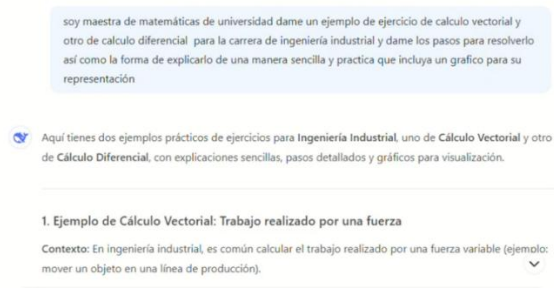 soy maestra de matemáticas de universidad dame un ejemplo de ejercicio de calculo vectorial y
otro de calculo diferencial para la carrera de ingeniería industrial y dame los pasos para resolverlo
así como la forma de explicarlo de una manera sencilla y practica que incluya un grafico para su
representación
Aquí tienes dos ejemplos prácticos de ejercicios para Ingeniería Industrial, uno de Cálculo Vectorial y otro
de Cálculo Diferencial, con explicaciones sencillas, pasos detallados y gráficos para visualización.
1. Ejemplo de Cálculo Vectorial: Trabajo realizado por una fuerza
Contexto: En ingeniería industrial, es común calcular el trabajo realizado por una fuerza variable (ejemplo:
mover un objeto en una línea de producción).